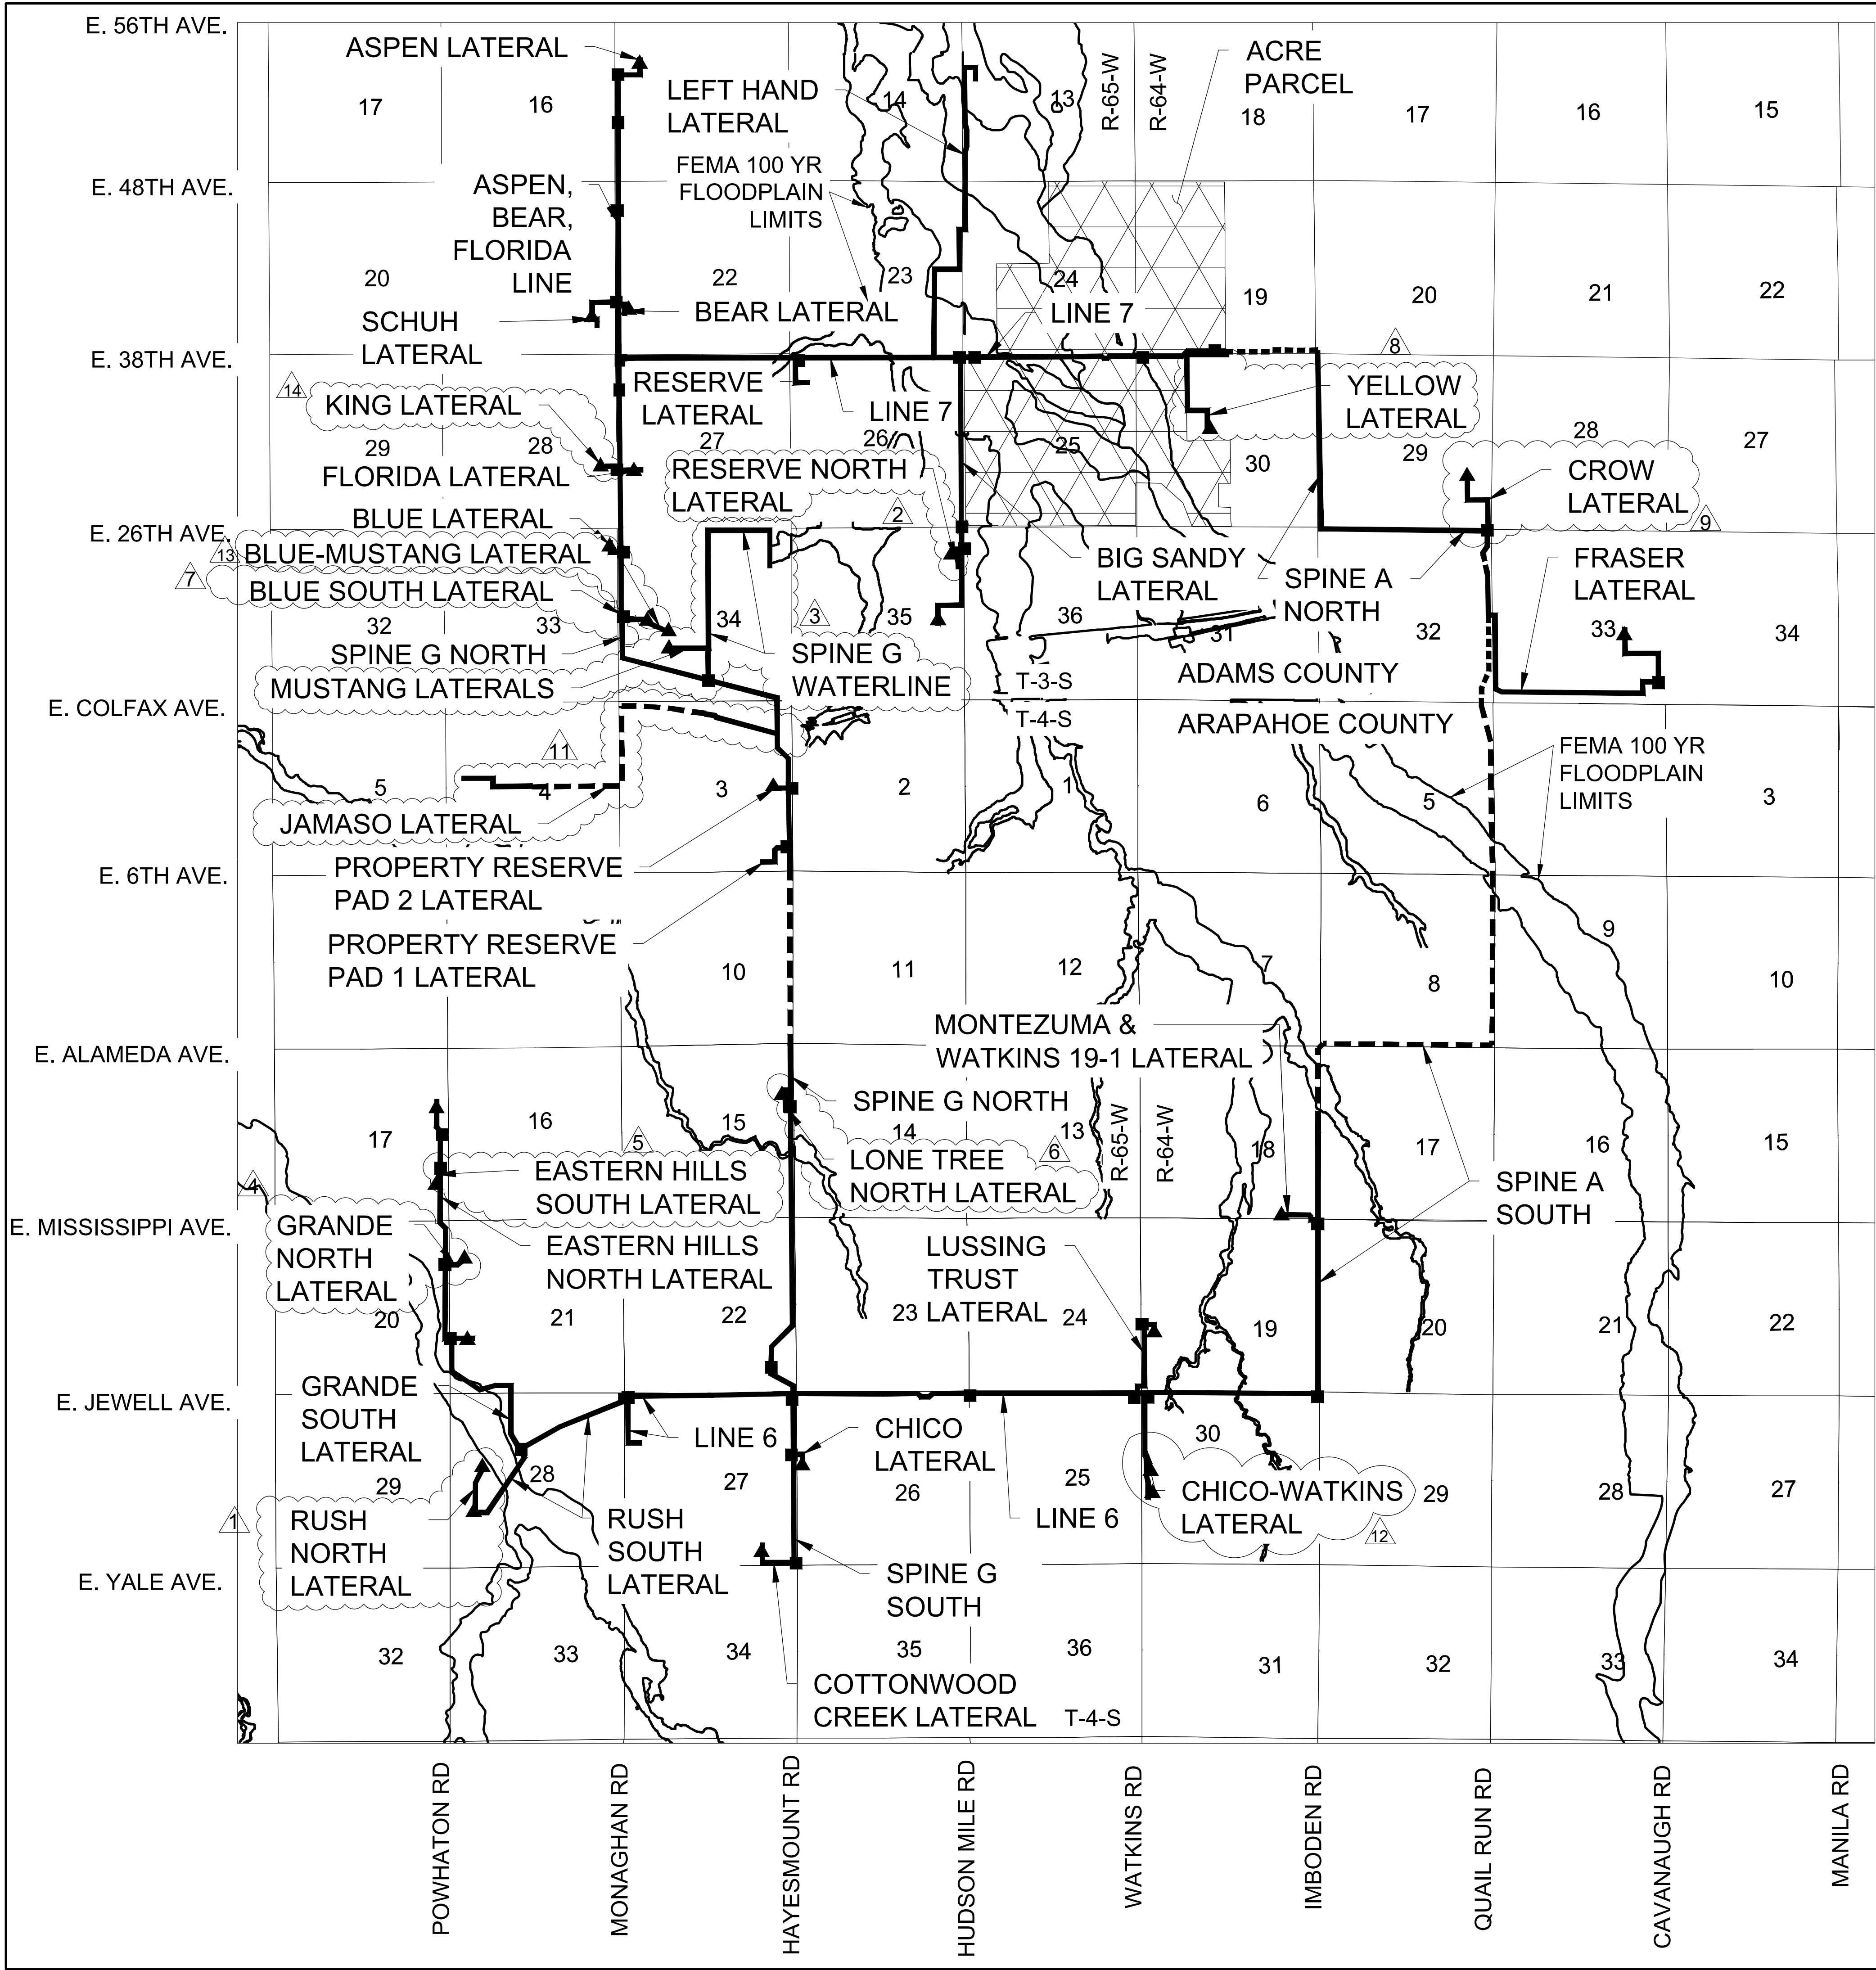 E. 56TH AVE.
ASPEN LATERAL
LEFT HAND
LATERAL
ACRE
PARCEL
R-65-W
R-64-W
17
16
14
13
18
17
16
15
E. 48TH AVE.
FEMA 100 YR
FLOODPLAIN
LIMITS
ASPEN,
BEAR,
FLORIDA
LINE
20
22
23
24
19
20
21
22
BEAR LATERAL
LINE 7
SCHUH
LATERAL
E. 38TH AVE.
8
14
KING LATERAL
RESERVE
LATERAL
LINE 7
YELLOW
LATERAL
29
28
27
26
25
30
29
28
27
FLORIDA LATERAL
RESERVE NORTH
LATERAL
CROW
LATERAL
BLUE LATERAL
2
9
E. 26TH AVE.
13
BLUE-MUSTANG LATERAL
BIG SANDY
LATERAL
SPINE A
NORTH
FRASER
LATERAL
7
BLUE SOUTH LATERAL
32
33
34
3
35
36
31
32
33
34
SPINE G NORTH
SPINE G
WATERLINE
MUSTANG LATERALS
T-3-S
ADAMS COUNTY
E. COLFAX AVE.
T-4-S
ARAPAHOE COUNTY
11
FEMA 100 YR
FLOODPLAIN
LIMITS
5
4
3
2
1
6
5
3
JAMASO LATERAL
PROPERTY RESERVE
PAD 2 LATERAL
E. 6TH AVE.
PROPERTY RESERVE
PAD 1 LATERAL
10
11
12
7
8
9
10
MONTEZUMA &
WATKINS 19-1 LATERAL
E. ALAMEDA AVE.
SPINE G NORTH
R-65-W
R-64-W
17
16
15
14
13
18
17
16
15
5
6
EASTERN HILLS
SOUTH LATERAL
LONE TREE
NORTH LATERAL
SPINE A
SOUTH
4
E. MISSISSIPPI AVE.
GRANDE
NORTH
LATERAL
EASTERN HILLS
NORTH LATERAL
LUSSING
TRUST
LATERAL
20
21
22
23
24
19
20
21
22
E. JEWELL AVE.
GRANDE
SOUTH
LATERAL
LINE 6
CHICO
LATERAL
29
28
27
26
25
30
29
28
27
1
RUSH
NORTH
LATERAL
RUSH
SOUTH
LATERAL
LINE 6
CHICO-WATKINS
LATERAL
12
E. YALE AVE.
SPINE G
SOUTH
32
33
34
35
36
31
32
33
34
COTTONWOOD
CREEK LATERAL
T-4-S
POWHATON RD
MONAGHAN RD
HAYESMOUNT RD
HUDSON MILE RD
WATKINS RD
IMBODEN RD
QUAIL RUN RD
CAVANAUGH RD
MANILA RD